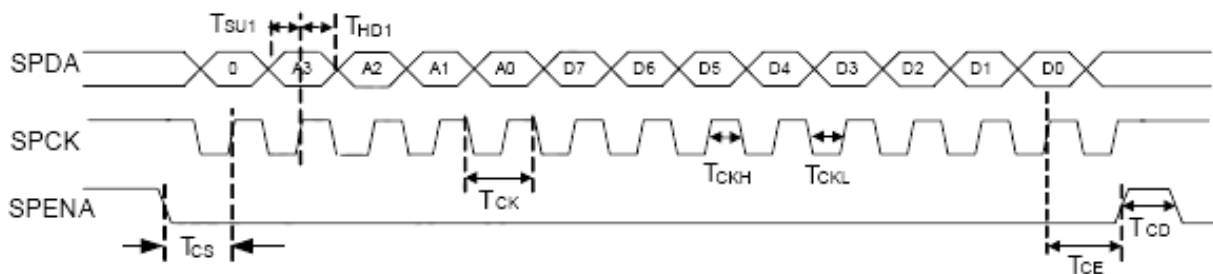 TSU1 THD1
SPDA 0 A3 A2 A1 A0 D7 D6 D5 D4 D3 D2 D1 D0
SPCK
TCK TCKH TCKL
SPENA
TCS TCE TCD